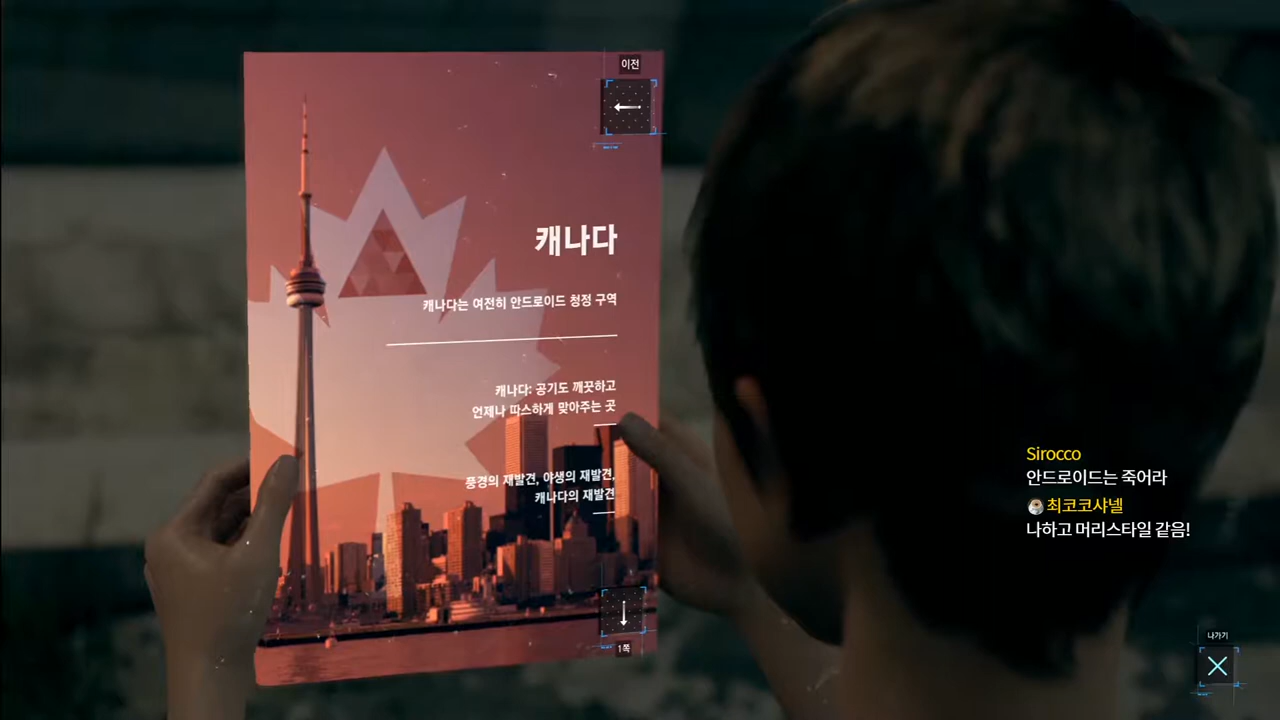 이전
캐나다
캐나다는 여전히 안드로이드 청정 구역
캐나다: 공기도 깨끗하고
언제나 따스하게 맞아주는 곳
풍경의 재발견, 야생의 재발견,
캐나다의 재발견
1쪽
Sirocco
안드로이드는 죽어라
최코코샤넬
나하고 머리스타일 같음!
나가기